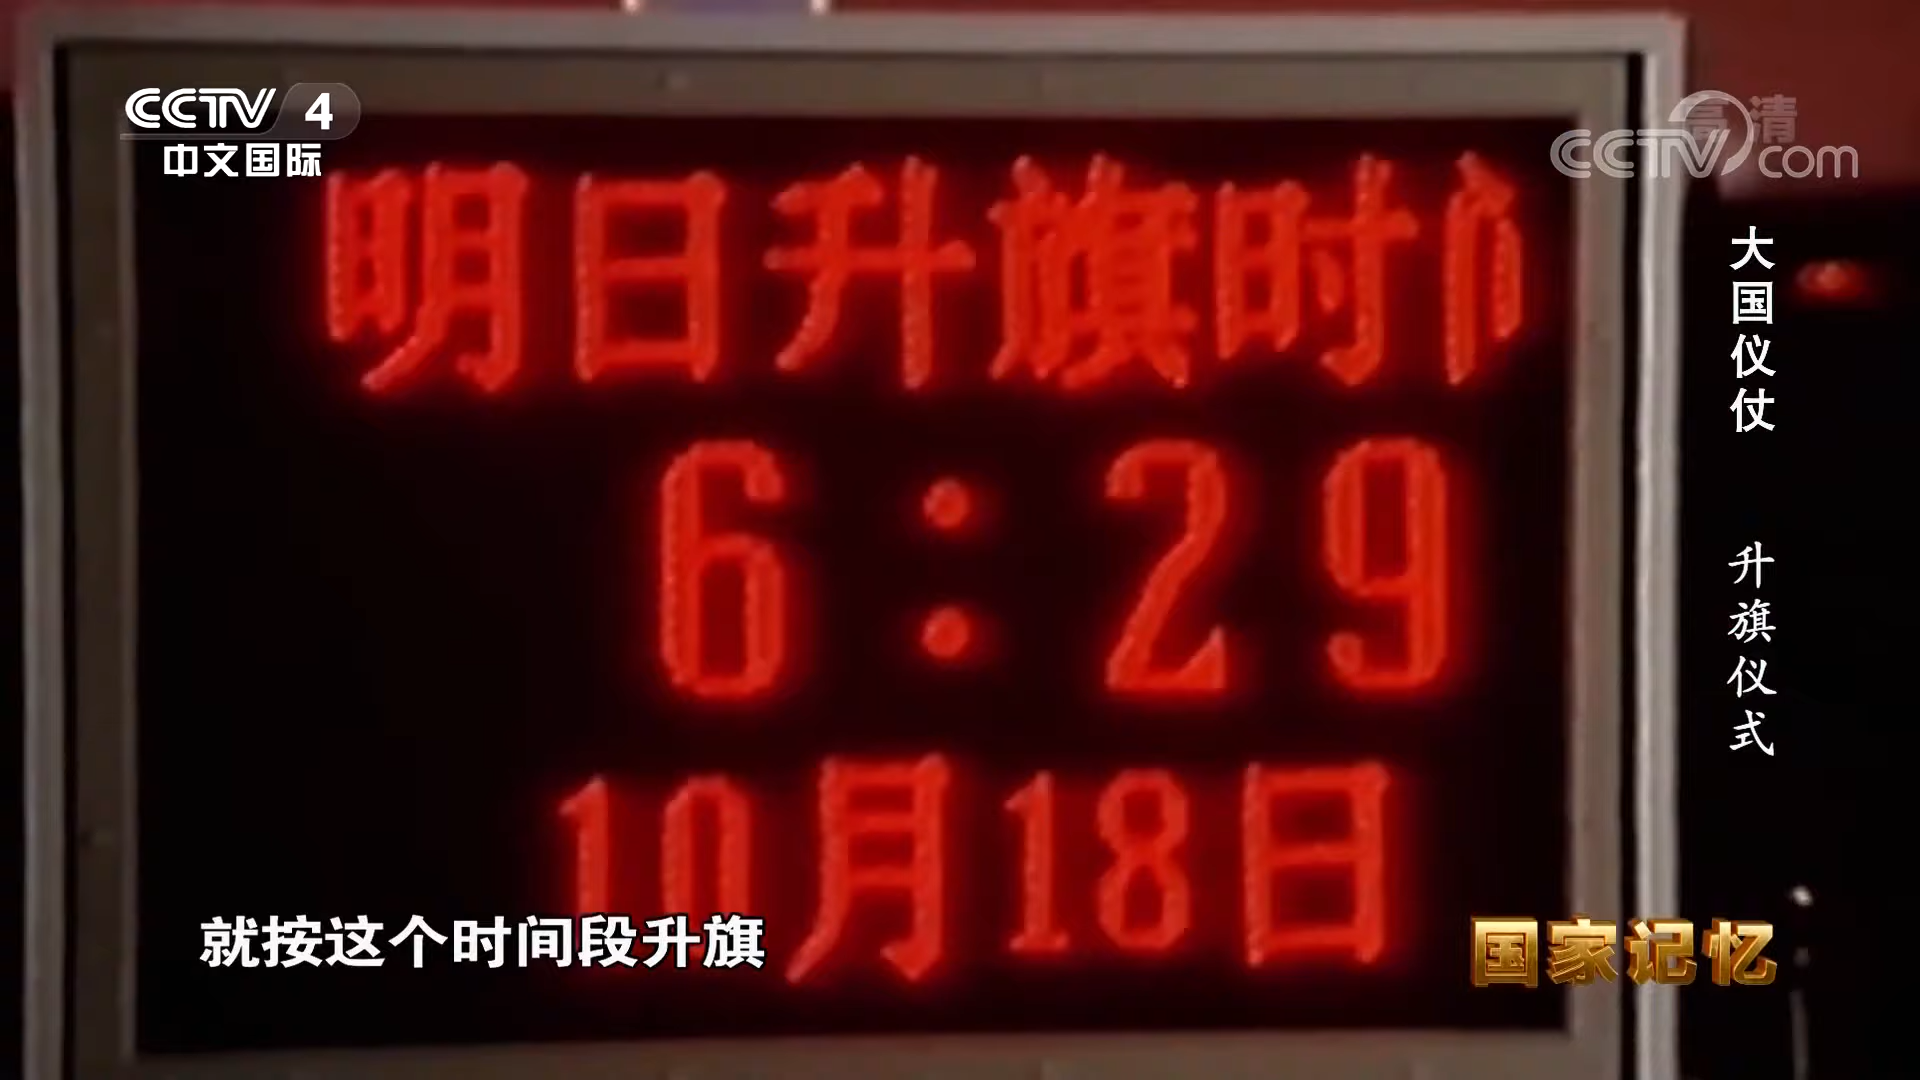 CCTV 4
中文国际
高清
CCTV.com
明日升旗时间
6:29
10月18日
大国仪仗
升旗仪式
就按这个时间段升旗
国家记忆